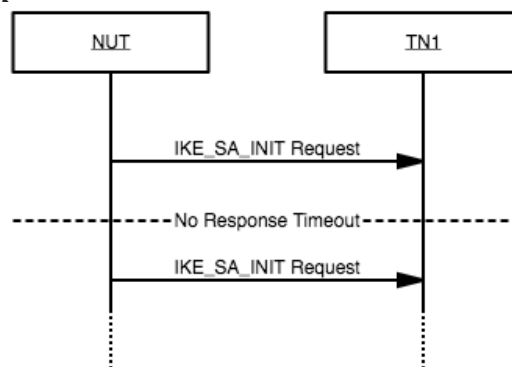 NUT
TN1
IKE_SA_INIT Request
No Response Timeout
IKE_SA_INIT Request